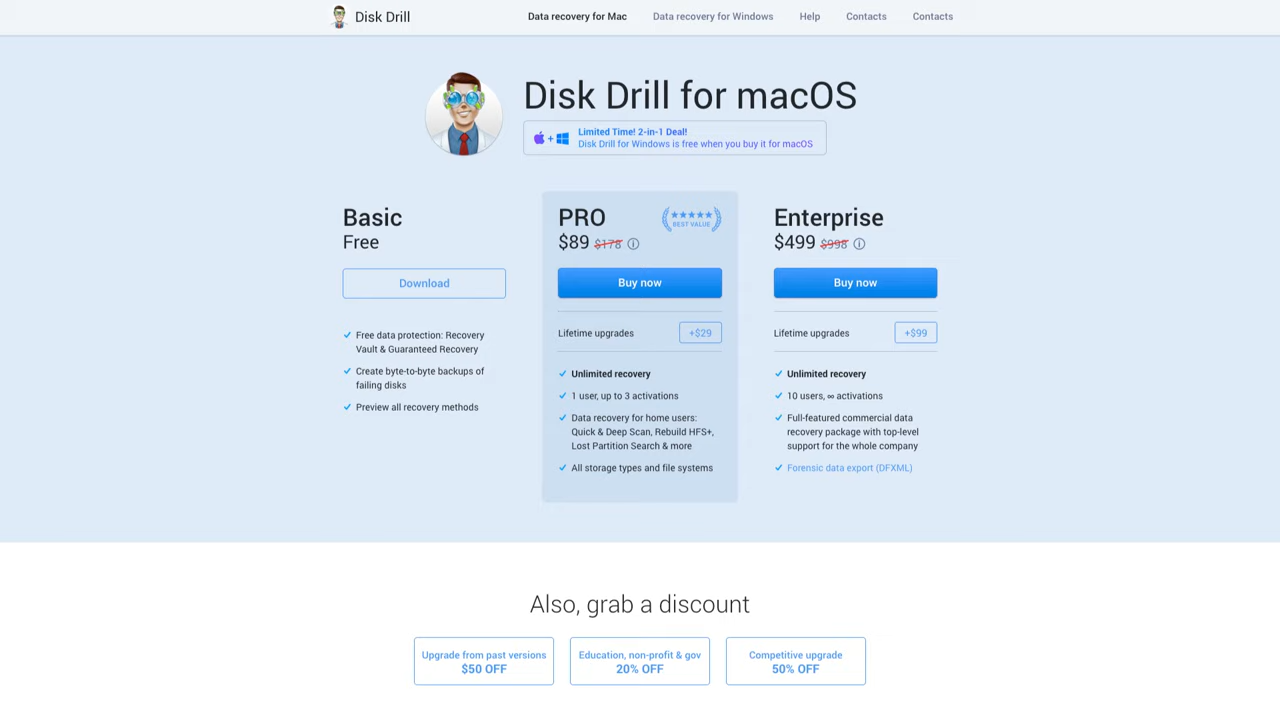 Disk Drill
Data recovery for Mac
Data recovery for Windows
Help
Contacts
Contacts
Disk Drill for macOS
Limited Time! 2-in-1 Deal!
Disk Drill for Windows is free when you buy it for macOS
Basic
Free
Download
Free data protection: Recovery
Vault & Guaranteed Recovery
Create byte-to-byte backups of
failing disks
Preview all recovery methods
PRO
BEST VALUE
$89 $178
Buy now
Lifetime upgrades +$29
Unlimited recovery
1 user, up to 3 activations
Data recovery for home users:
Quick & Deep Scan, Rebuild HFS+,
Lost Partition Search & more
All storage types and file systems
Enterprise
$499 $998
Buy now
Lifetime upgrades +$99
Unlimited recovery
10 users, ∞ activations
Full-featured commercial data
recovery package with top-level
support for the whole company
Forensic data export (DFXML)
Also, grab a discount
Upgrade from past versions
$50 OFF
Education, non-profit & gov
20% OFF
Competitive upgrade
50% OFF